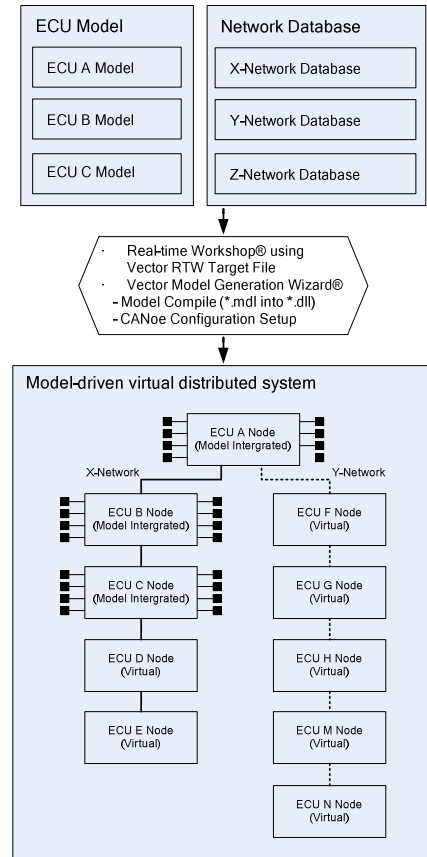 ECU Model
ECU A Model
ECU B Model
ECU C Model
Network Database
X-Network Database
Y-Network Database
Z-Network Database
· Real-time Workshop® using
Vector RTW Target File
· Vector Model Generation Wizard®
- Model Compile (*.mdl into *.dll)
- CANoe Configuration Setup
Model-driven virtual distributed system
ECU A Node
(Model Intergrated)
X-Network
Y-Network
ECU B Node
(Model Intergrated)
ECU F Node
(Virtual)
ECU C Node
(Model Intergrated)
ECU G Node
(Virtual)
ECU D Node
(Virtual)
ECU H Node
(Virtual)
ECU E Node
(Virtual)
ECU M Node
(Virtual)
ECU N Node
(Virtual)